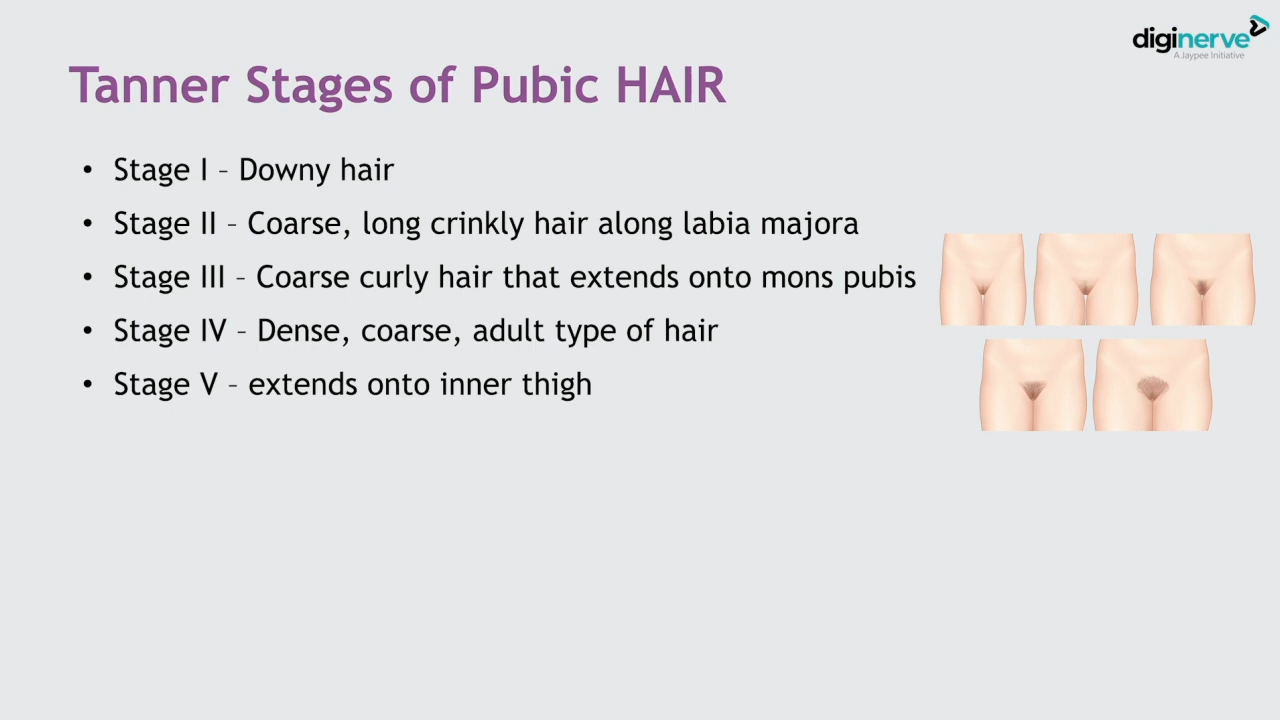 diginerve
A Jaypee Initiative
Tanner Stages of Pubic HAIR
• Stage I – Downy hair
• Stage II – Coarse, long crinkly hair along labia majora
• Stage III – Coarse curly hair that extends onto mons pubis
• Stage IV – Dense, coarse, adult type of hair
• Stage V – extends onto inner thigh